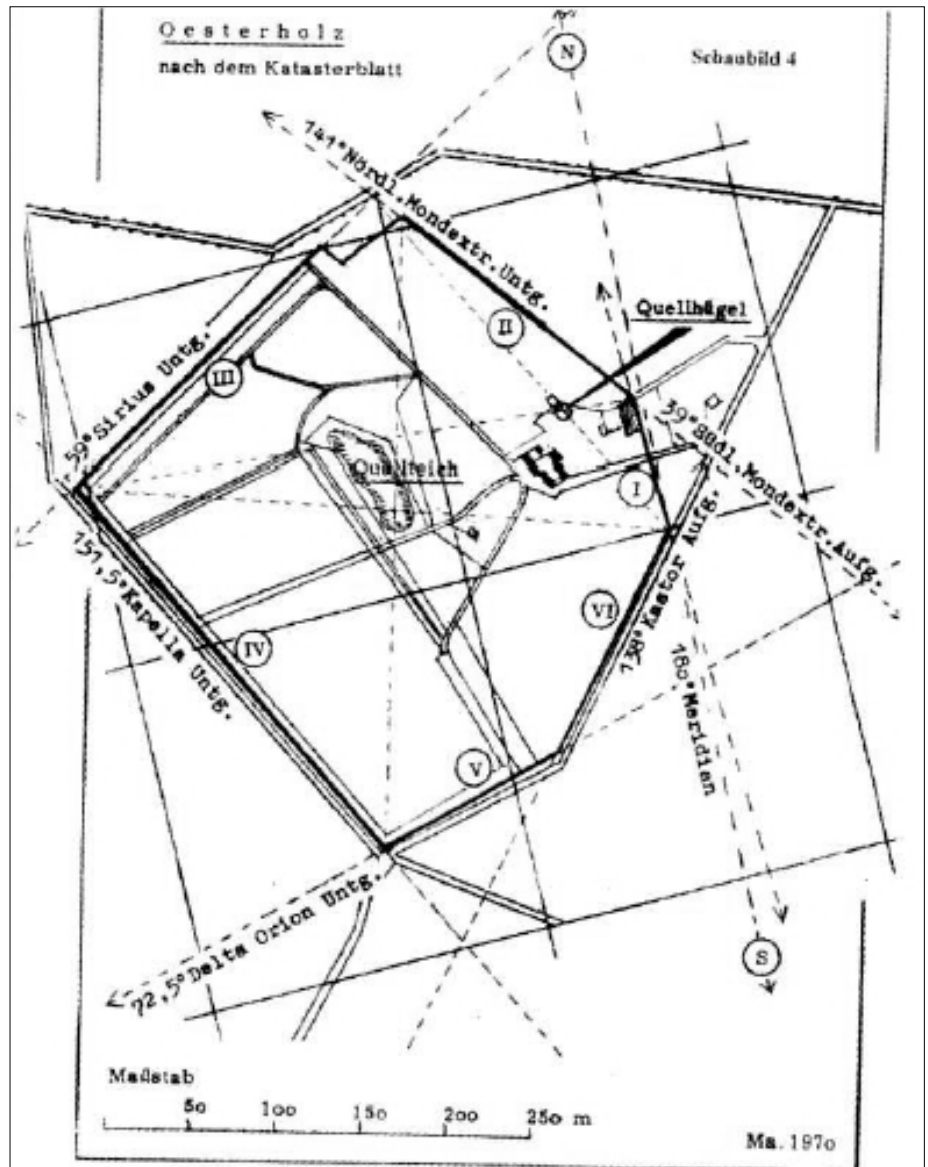 Oesterholz
nach dem Katasterblatt
Schaubild 4
N
141° Nördl. Mondextr. Untg.
Quellhügel
II
III
59° Sirius Untg.
39° Südl. Mondextr. Aufg.
Quellteich
I
151,5° Kapella Untg.
IV
VI
138° Kastor Aufg.
180° Meridian
V
72,5° Delta Orion Untg.
S
Maßstab
50 100 150 200 250 m
Ma. 1970